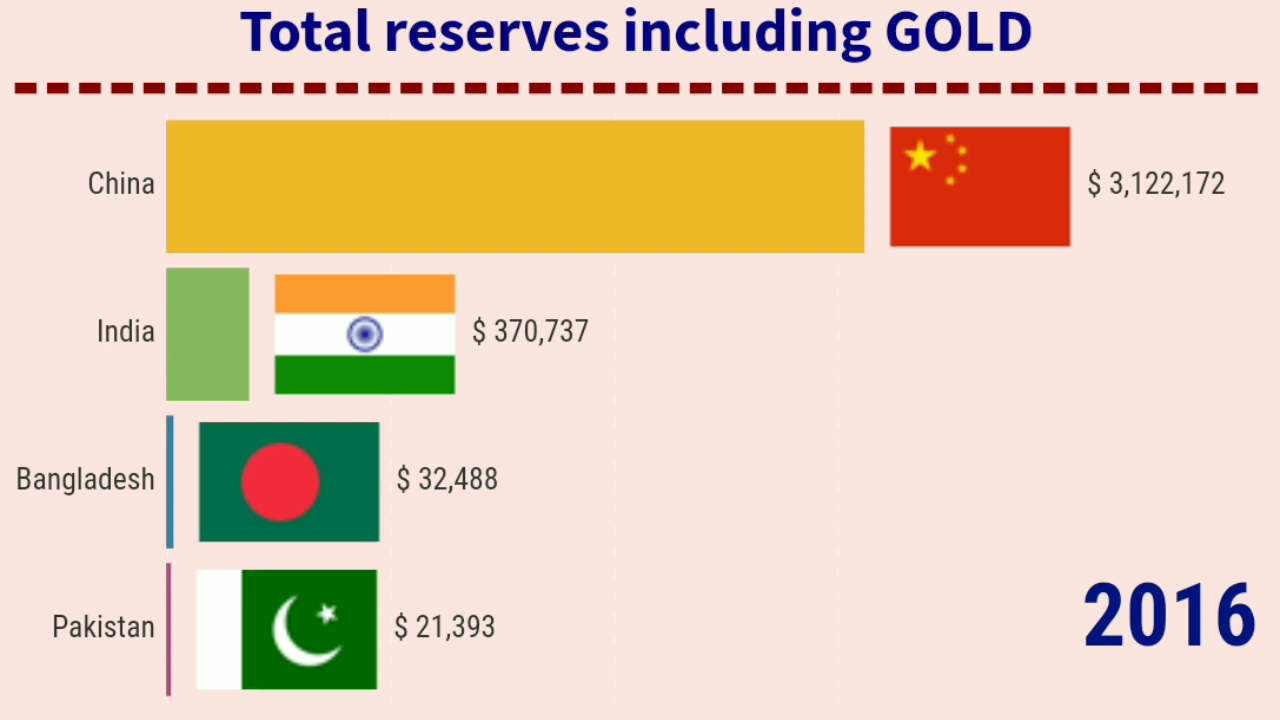 Total reserves including GOLD
China $ 3,122,172
India $ 370,737
Bangladesh $ 32,488
Pakistan $ 21,393
2016